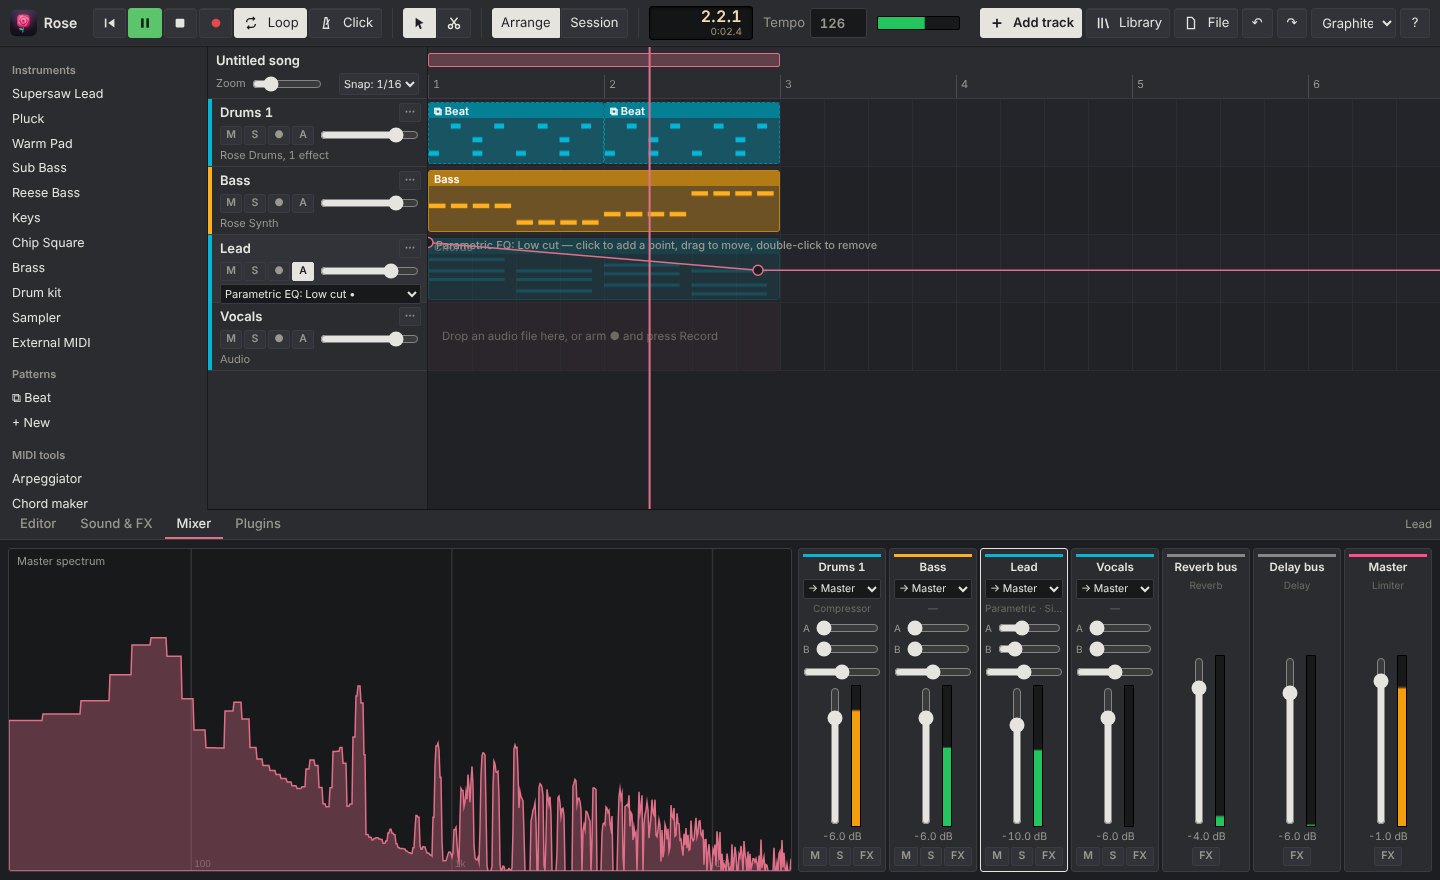 Rose
Loop
Click
Arrange
Session
2.2.1
0:02.4
Tempo
126
+ Add track
Library
File
Graphite
?
Instruments
Supersaw Lead
Pluck
Warm Pad
Sub Bass
Reese Bass
Keys
Chip Square
Brass
Drum kit
Sampler
External MIDI
Patterns
Beat
+ New
MIDI tools
Arpeggiator
Chord maker
Untitled song
Zoom
Snap: 1/16
1
2
3
4
5
6
Drums 1
...
M S A
Rose Drums, 1 effect
Beat
Beat
Bass
...
M S A
Rose Synth
Bass
Lead
...
M S A
Parametric EQ: Low cut •
Parametric EQ: Low cut — click to add a point, drag to move, double-click to remove
Vocals
...
M S A
Audio
Drop an audio file here, or arm ● and press Record
Editor
Sound & FX
Mixer
Plugins
Lead
Master spectrum
100
Drums 1
→ Master
Compressor
A
B
-6.0 dB
M S FX
Bass
→ Master
—
A
B
-6.0 dB
M S FX
Lead
→ Master
Parametric · Si...
A
B
-10.0 dB
M S FX
Vocals
→ Master
—
A
B
-6.0 dB
M S FX
Reverb bus
Reverb
-4.0 dB
FX
Delay bus
Delay
-6.0 dB
FX
Master
Limiter
-1.0 dB
FX